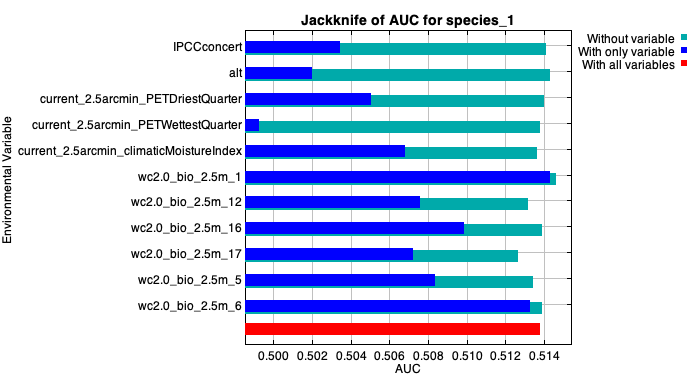 Jackknife of AUC for species_1
Without variable
With only variable
With all variables
Environmental Variable
IPCCconcert
alt
current_2.5arcmin_PETDriestQuarter
current_2.5arcmin_PETWettestQuarter
current_2.5arcmin_climaticMoistureIndex
wc2.0_bio_2.5m_1
wc2.0_bio_2.5m_12
wc2.0_bio_2.5m_16
wc2.0_bio_2.5m_17
wc2.0_bio_2.5m_5
wc2.0_bio_2.5m_6
0.500 0.502 0.504 0.506 0.508 0.510 0.512 0.514
AUC